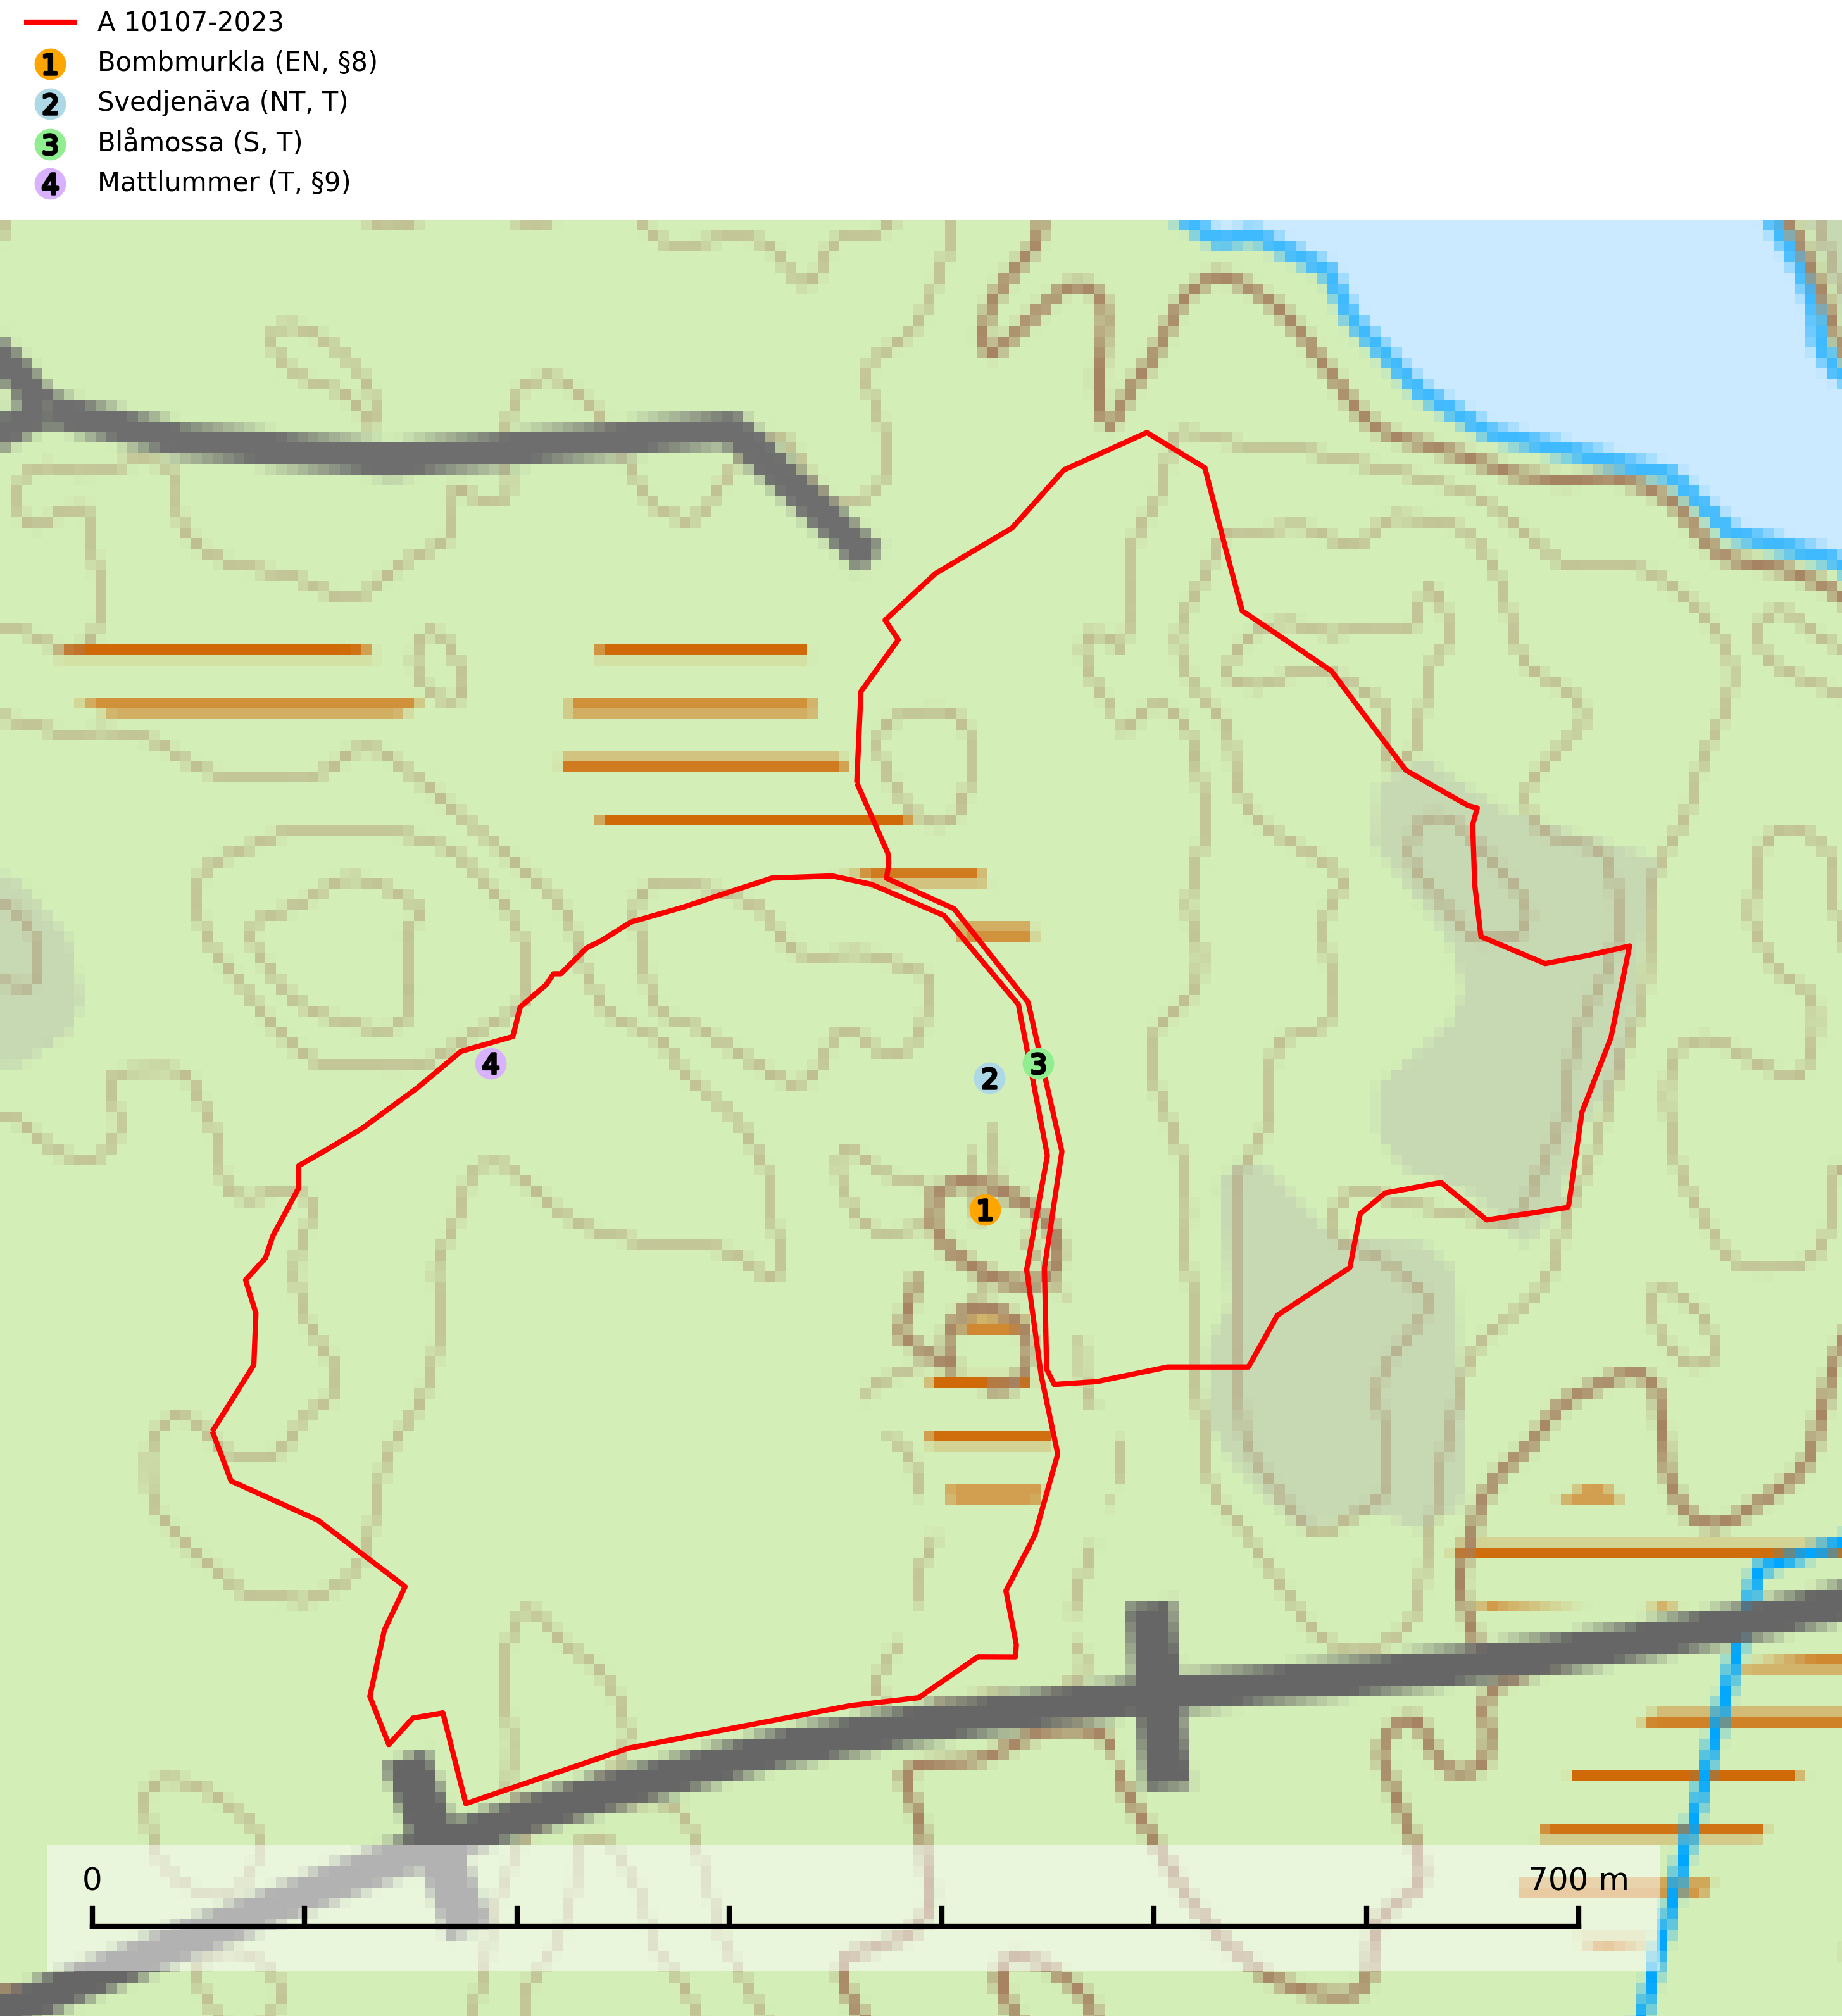 A 10107-2023
1 Bombmurkla (EN, §8)
2 Svedjenäva (NT, T)
3 Blåmossa (S, T)
4 Mattlummer (T, §9)
4
3
2
1
0 700 m